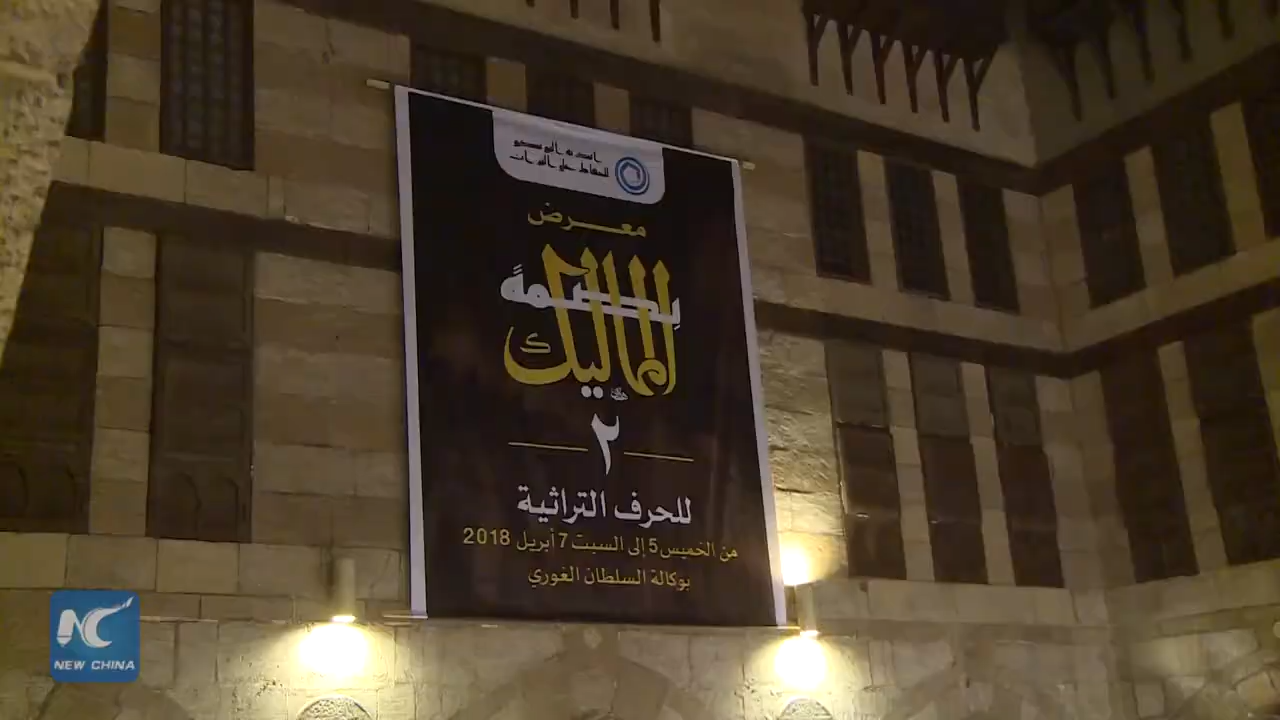 معرض
بصمة
المماليك
٢
للحرف التراثية
من الخميس 5 إلى السبت 7 أبريل 2018
بوكالة السلطان الغوري
NEW CHINA